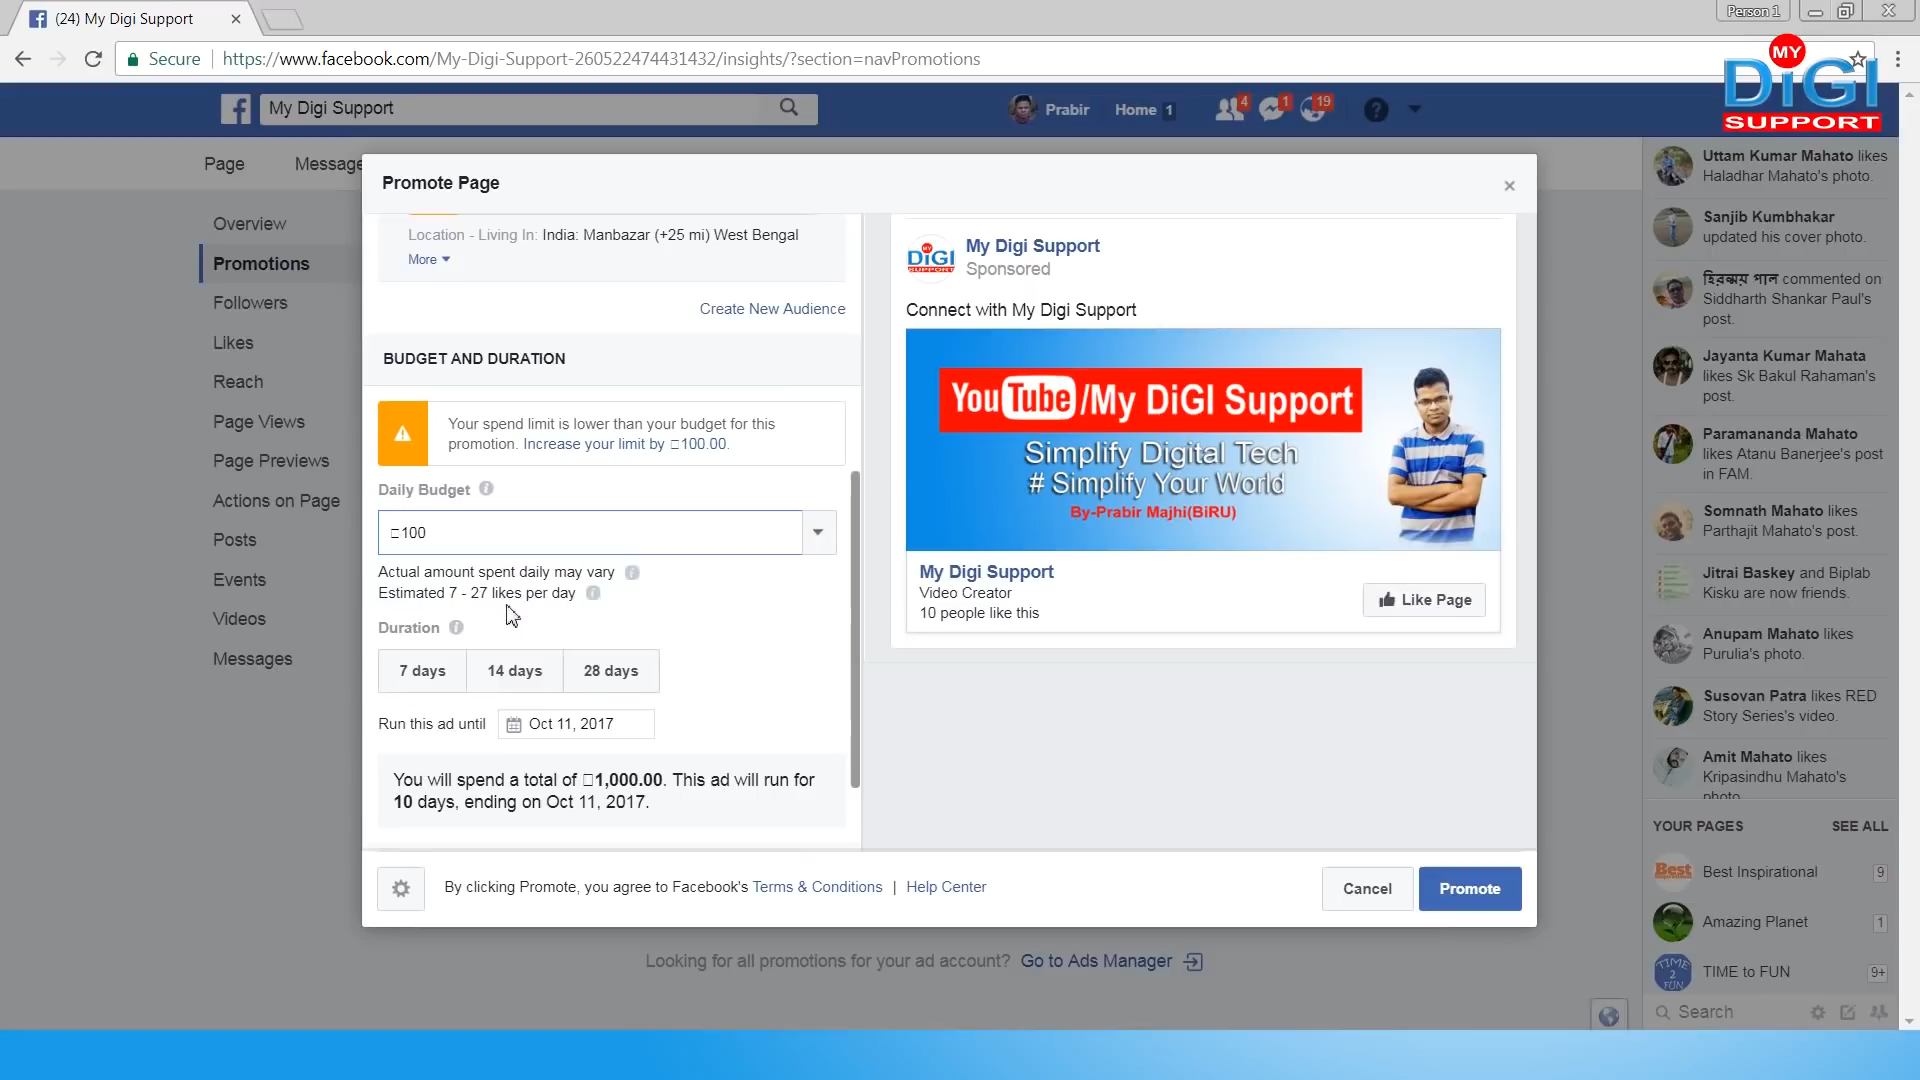 (24) My Digi Support
Person 1
Secure
https://www.facebook.com/My-Digi-Support-260522474431432/insights/?section=navPromotions
MY
DiGI
SUPPORT
My Digi Support
Prabir
Home 1
4
1
19
Page
Message
Overview
Promotions
Followers
Likes
Reach
Page Views
Page Previews
Actions on Page
Posts
Events
Videos
Messages
Promote Page
Location - Living In: India: Manbazar (+25 mi) West Bengal
More
Create New Audience
BUDGET AND DURATION
Your spend limit is lower than your budget for this
promotion. Increase your limit by □100.00.
Daily Budget
□100
Actual amount spent daily may vary
Estimated 7 - 27 likes per day
Duration
7 days
14 days
28 days
Run this ad until
Oct 11, 2017
You will spend a total of □1,000.00. This ad will run for
10 days, ending on Oct 11, 2017.
MY
DiGI
SUPPORT
My Digi Support
Sponsored
Connect with My Digi Support
YouTube/My DiGI Support
Simplify Digital Tech
# Simplify Your World
By-Prabir Majhi(BiRU)
My Digi Support
Video Creator
10 people like this
Like Page
By clicking Promote, you agree to Facebook's Terms & Conditions | Help Center
Cancel
Promote
Looking for all promotions for your ad account? Go to Ads Manager
Uttam Kumar Mahato likes
Haladhar Mahato's photo.
Sanjib Kumbhakar
updated his cover photo.
হিরন্ময় পাল commented on
Siddharth Shankar Paul's
post.
Jayanta Kumar Mahata
likes Sk Bakul Rahaman's
post.
Paramananda Mahato
likes Atanu Banerjee's post
in FAM.
Somnath Mahato likes
Parthajit Mahato's post.
Jitrai Baskey and Biplab
Kisku are now friends.
Anupam Mahato likes
Purulia's photo.
Susovan Patra likes RED
Story Series's video.
Amit Mahato likes
Kripasindhu Mahato's
photo.
YOUR PAGES
SEE ALL
Best
Best Inspirational
9
Amazing Planet
1
TIME
2
FUN
TIME to FUN
9+
Search